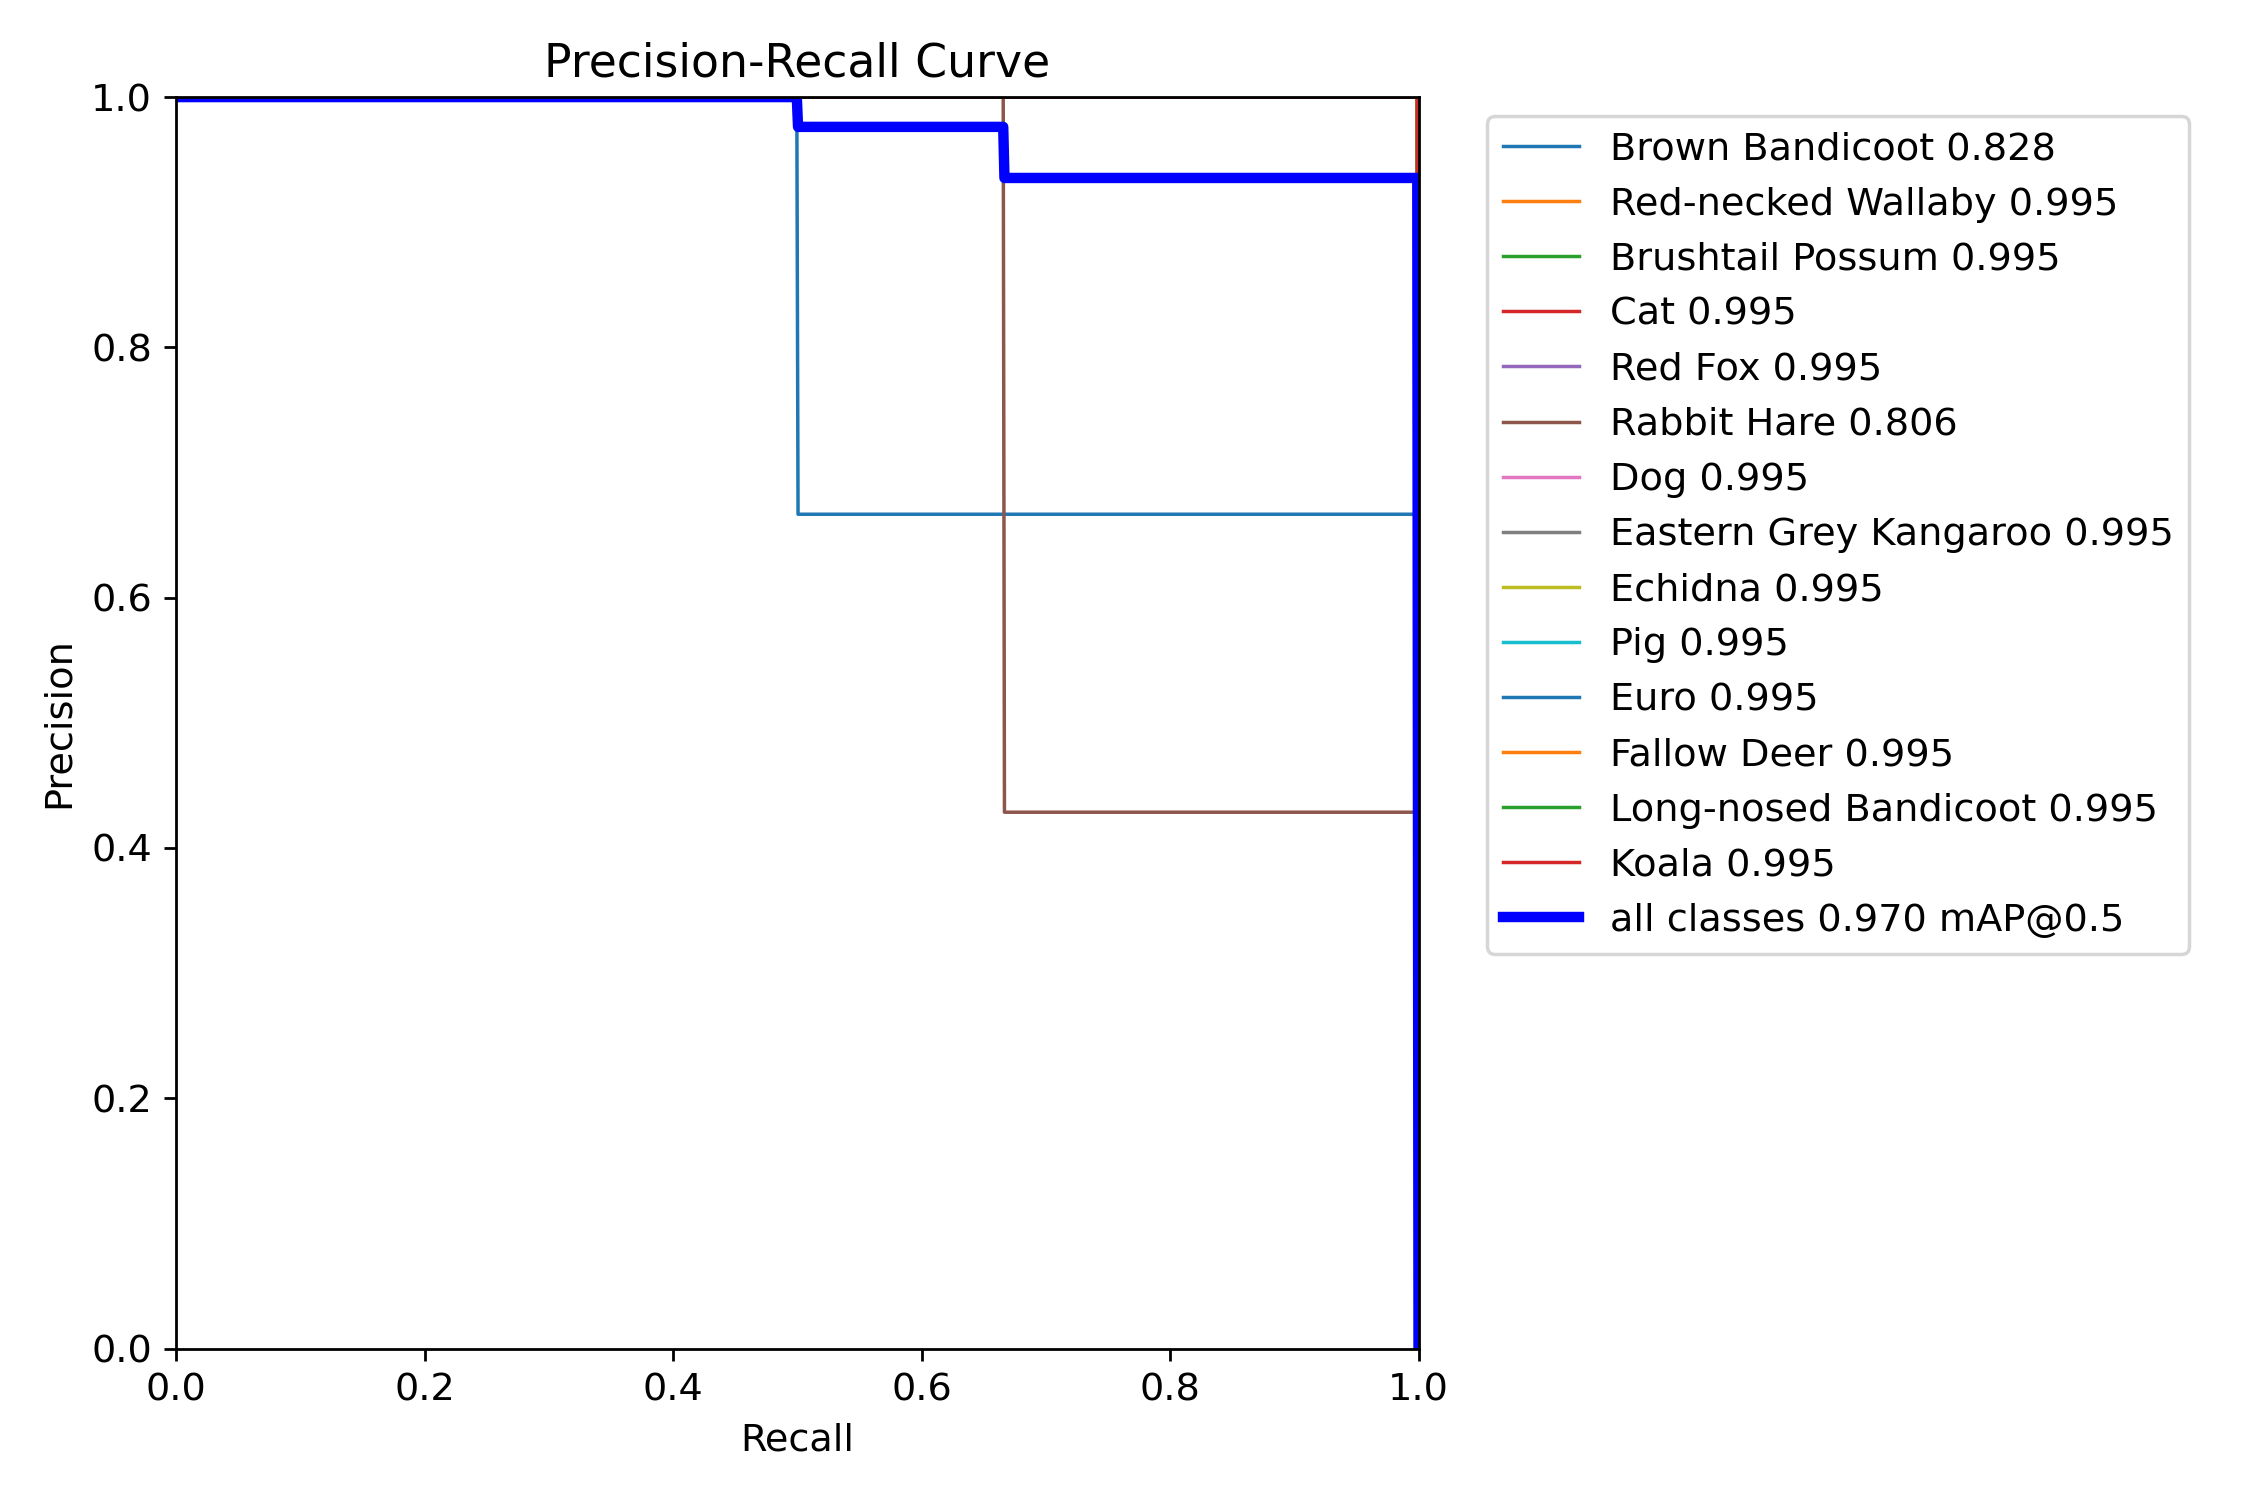 Precision-Recall Curve
1.0
0.8
0.6
0.4
0.2
0.0
Precision
0.0 0.2 0.4 0.6 0.8 1.0
Recall
Brown Bandicoot 0.828
Red-necked Wallaby 0.995
Brushtail Possum 0.995
Cat 0.995
Red Fox 0.995
Rabbit Hare 0.806
Dog 0.995
Eastern Grey Kangaroo 0.995
Echidna 0.995
Pig 0.995
Euro 0.995
Fallow Deer 0.995
Long-nosed Bandicoot 0.995
Koala 0.995
all classes 0.970 mAP@0.5